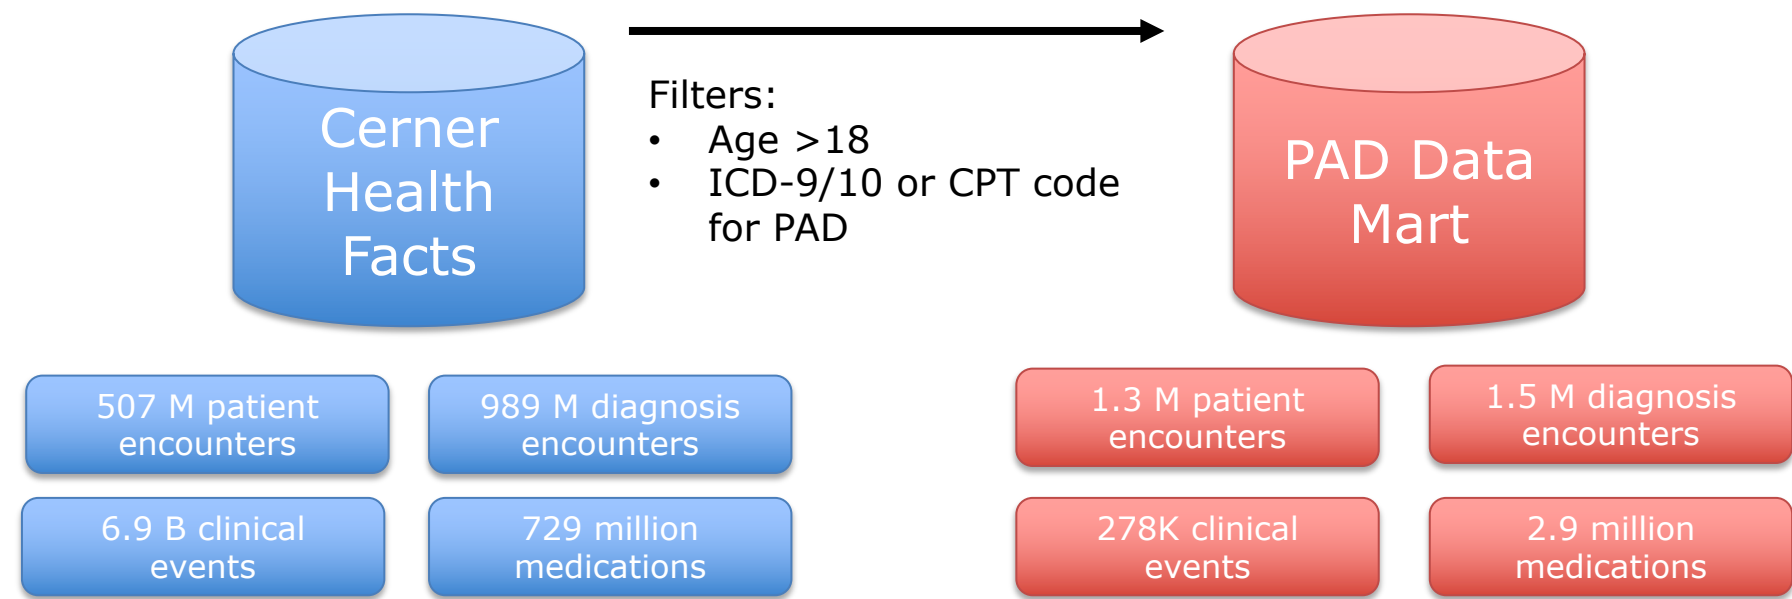 Cerner
Health
Facts
Filters:
• Age >18
• ICD-9/10 or CPT code
for PAD
PAD Data
Mart
507 M patient
encounters
989 M diagnosis
encounters
6.9 B clinical
events
729 million
medications
1.3 M patient
encounters
1.5 M diagnosis
encounters
278K clinical
events
2.9 million
medications